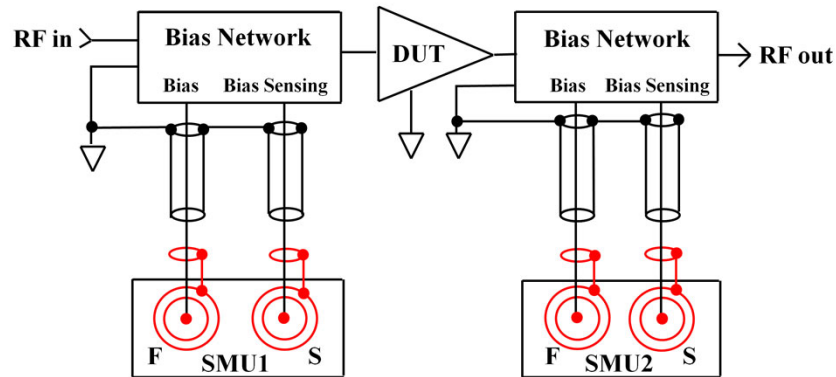 RF in
Bias Network
Bias
Bias Sensing
DUT
Bias Network
Bias
Bias Sensing
RF out
F
SMU1
S
F
SMU2
S